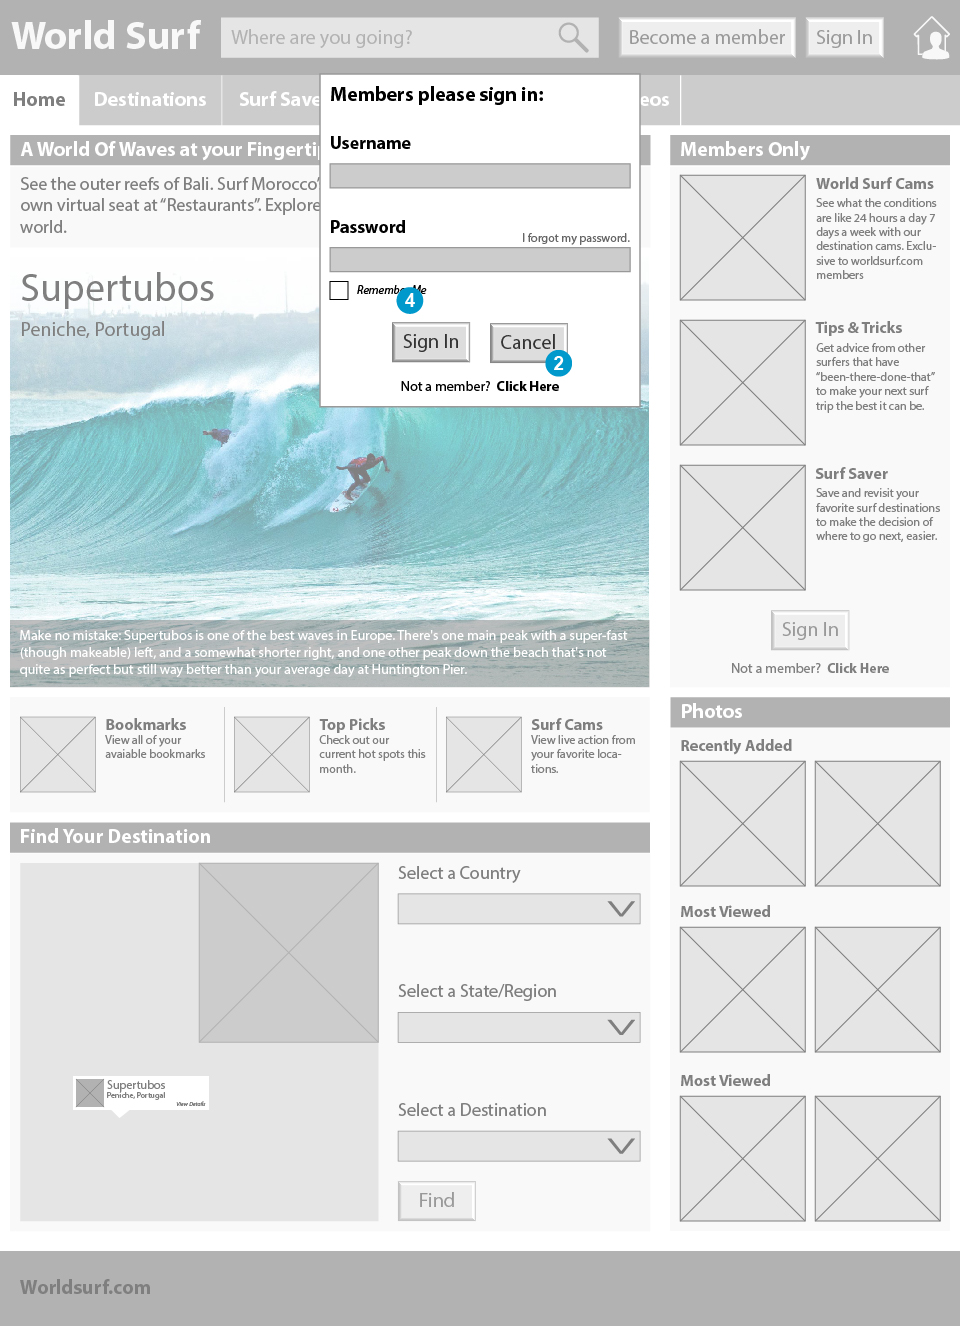 World Surf
Where are you going?
Become a member
Sign In
Home
Destinations
Surf Save
eos
Members please sign in:
Username
Password
I forgot my password.
Remember Me
4
Sign In
Cancel
2
Not a member? Click Here
A World Of Waves at your Fingerti
See the outer reefs of Bali. Surf Morocco'
own virtual seat at “Restaurants”. Explore
world.
Supertubos
Peniche, Portugal
Make no mistake: Supertubos is one of the best waves in Europe. There's one main peak with a super-fast
(though makeable) left, and a somewhat shorter right, and one other peak down the beach that's not
quite as perfect but still way better than your average day at Huntington Pier.
Members Only
World Surf Cams
See what the conditions
are like 24 hours a day 7
days a week with our
destination cams. Exclu-
sive to worldsurf.com
members
Tips & Tricks
Get advice from other
surfers that have
“been-there-done-that”
to make your next surf
trip the best it can be.
Surf Saver
Save and revisit your
favorite surf destinations
to make the decision of
where to go next, easier.
Sign In
Not a member? Click Here
Bookmarks
View all of your
avaiable bookmarks
Top Picks
Check out our
current hot spots this
month.
Surf Cams
View live action from
your favorite loca-
tions.
Photos
Recently Added
Most Viewed
Most Viewed
Find Your Destination
Supertubos
Peniche, Portugal
View Details
Select a Country
Select a State/Region
Select a Destination
Find
Worldsurf.com